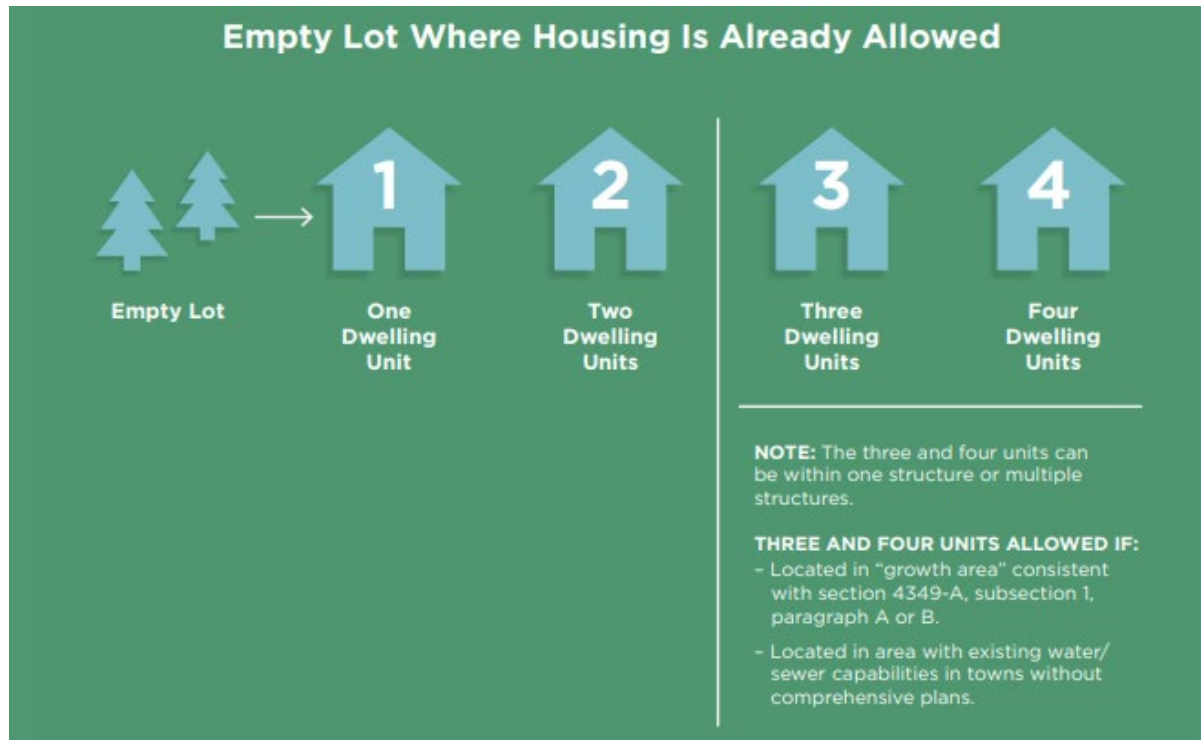 Empty Lot Where Housing Is Already Allowed
1
2
3
4
Empty Lot
One
Dwelling
Unit
Two
Dwelling
Units
Three
Dwelling
Units
Four
Dwelling
Units
NOTE: The three and four units can
be within one structure or multiple
structures.
THREE AND FOUR UNITS ALLOWED IF:
– Located in “growth area” consistent
with section 4349-A, subsection 1,
paragraph A or B.
– Located in area with existing water/
sewer capabilities in towns without
comprehensive plans.